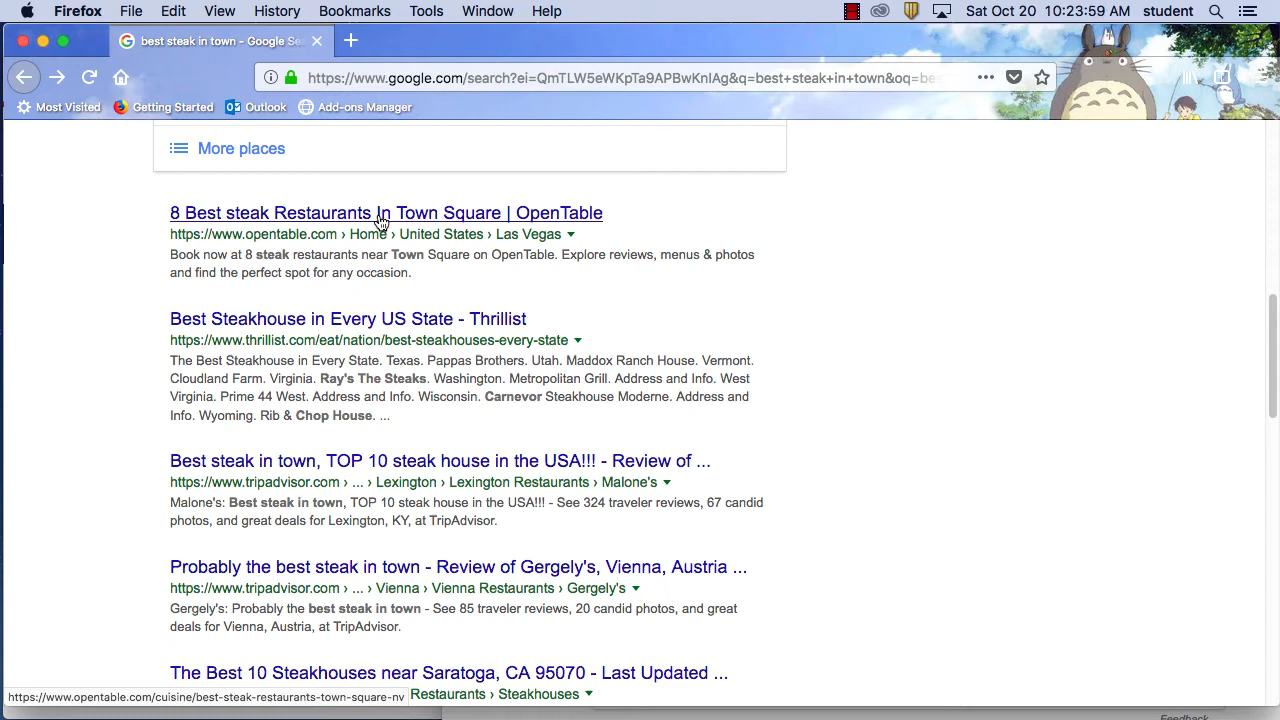 Firefox File Edit View History Bookmarks Tools Window Help Sat Oct 20 10:23:59 AM student
best steak in town - Google Se
https://www.google.com/search?ei=QmTLW5eWKpTa9APBwKnIAg&q=best+steak+in+town&oq=be
Most Visited Getting Started Outlook Add-ons Manager
More places
8 Best steak Restaurants In Town Square | OpenTable
https://www.opentable.com › Home › United States › Las Vegas
Book now at 8 steak restaurants near Town Square on OpenTable. Explore reviews, menus & photos
and find the perfect spot for any occasion.
Best Steakhouse in Every US State - Thrillist
https://www.thrillist.com/eat/nation/best-steakhouses-every-state
The Best Steakhouse in Every State. Texas. Pappas Brothers. Utah. Maddox Ranch House. Vermont.
Cloudland Farm. Virginia. Ray's The Steaks. Washington. Metropolitan Grill. Address and Info. West
Virginia. Prime 44 West. Address and Info. Wisconsin. Carnevor Steakhouse Moderne. Address and
Info. Wyoming. Rib & Chop House. ...
Best steak in town, TOP 10 steak house in the USA!!! - Review of ...
https://www.tripadvisor.com › ... › Lexington › Lexington Restaurants › Malone's
Malone's: Best steak in town, TOP 10 steak house in the USA!!! - See 324 traveler reviews, 67 candid
photos, and great deals for Lexington, KY, at TripAdvisor.
Probably the best steak in town - Review of Gergely's, Vienna, Austria ...
https://www.tripadvisor.com › ... › Vienna › Vienna Restaurants › Gergely's
Gergely's: Probably the best steak in town - See 85 traveler reviews, 20 candid photos, and great
deals for Vienna, Austria, at TripAdvisor.
The Best 10 Steakhouses near Saratoga, CA 95070 - Last Updated ...
https://www.opentable.com/cuisine/best-steak-restaurants-town-square-nv Restaurants › Steakhouses
Feedback